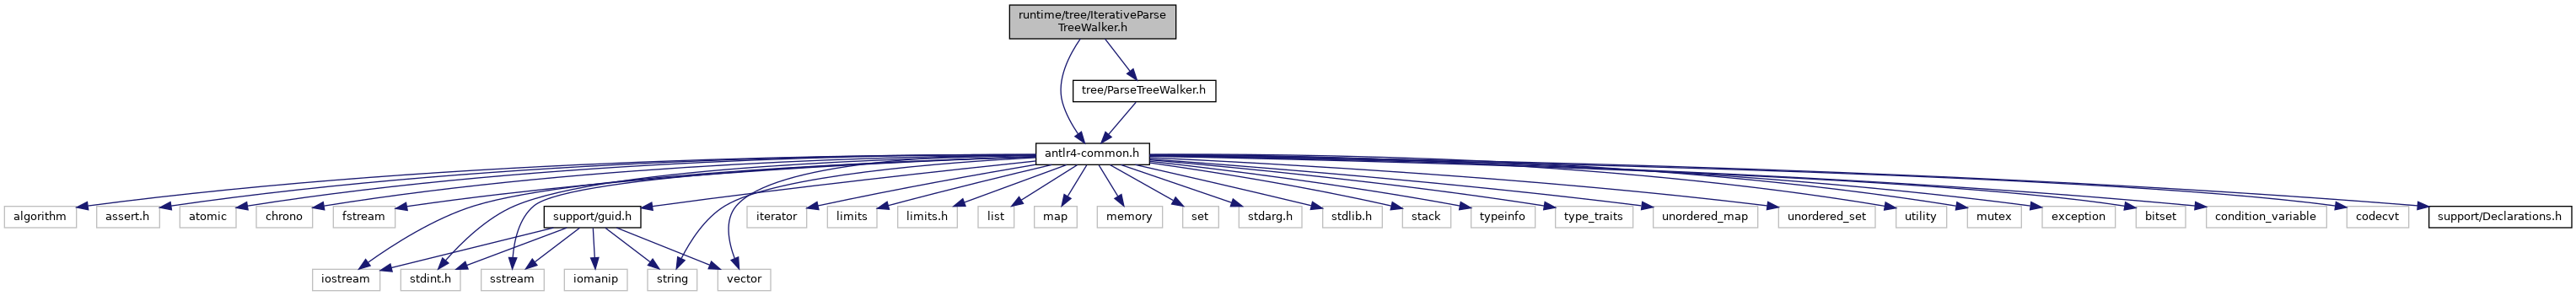 runtime/tree/IterativeParse
TreeWalker.h
tree/ParseTreeWalker.h
antlr4-common.h
algorithm
assert.h
atomic
chrono
fstream
support/guid.h
iterator
limits
limits.h
list
map
memory
set
stdarg.h
stdlib.h
stack
typeinfo
type_traits
unordered_map
unordered_set
utility
mutex
exception
bitset
condition_variable
codecvt
support/Declarations.h
iostream
stdint.h
sstream
iomanip
string
vector